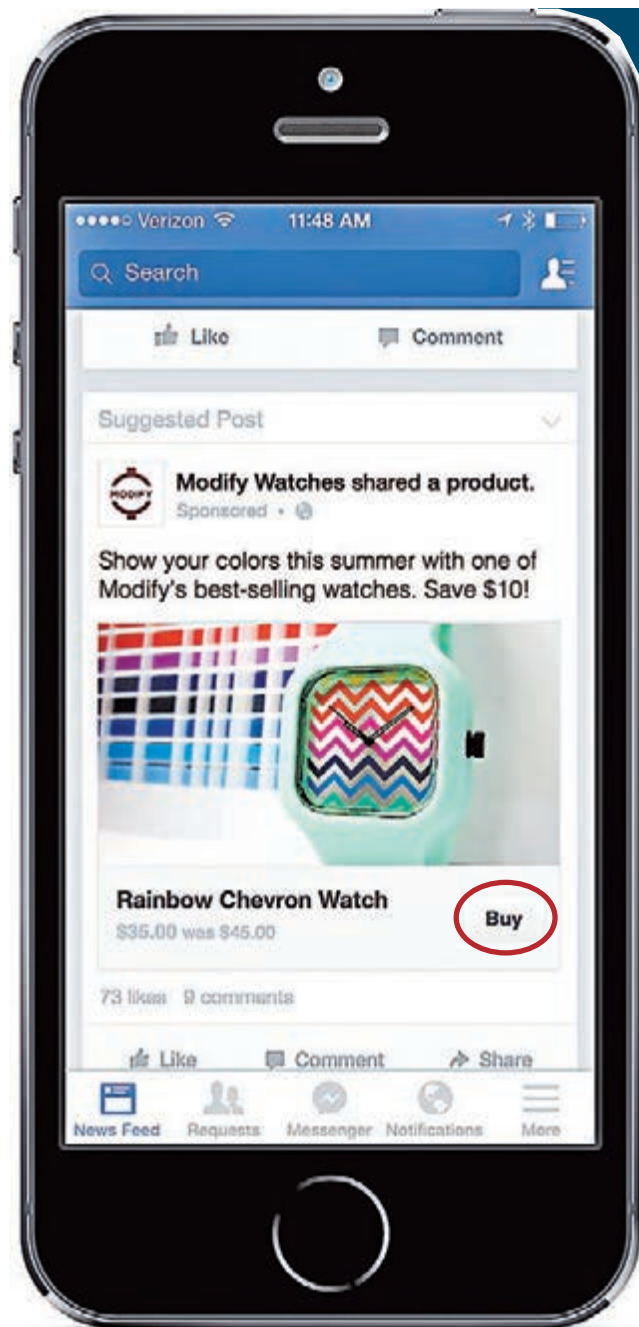 Verizon 11:48 AM
Search
Like Comment
Suggested Post
MODIFY
Modify Watches shared a product.
Sponsored
Show your colors this summer with one of
Modify's best-selling watches. Save $10!
Rainbow Chevron Watch
$35.00 was $45.00
Buy
73 likes 9 comments
Like Comment Share
News Feed Requests Messenger Notifications More